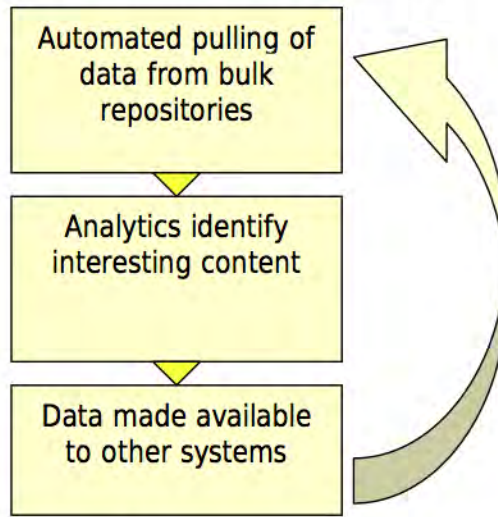 Automated pulling of
data from bulk
repositories
Analytics identify
interesting content
Data made available
to other systems